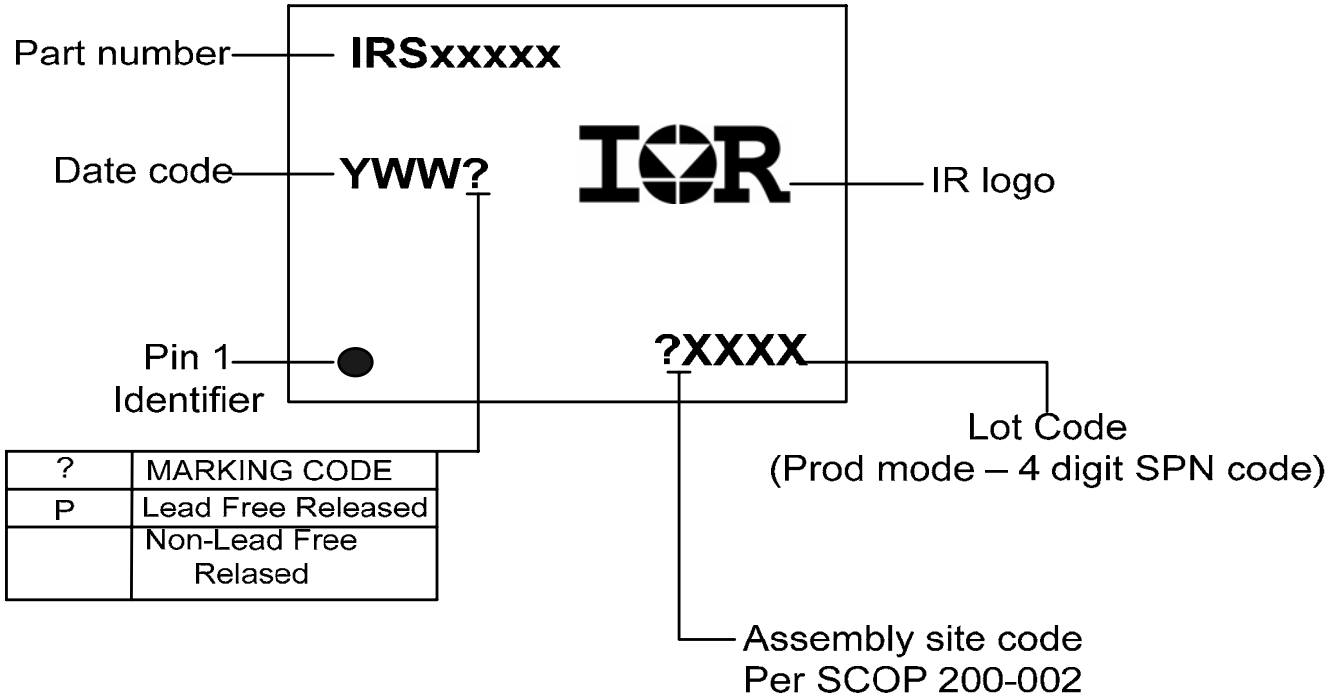 Part number
IRSxxxxx
Date code
YWW?
IOR
IR logo
Pin 1
Identifier
?XXXX
Lot Code
(Prod mode – 4 digit SPN code)
? MARKING CODE
P Lead Free Released
Non-Lead Free
Relased
Assembly site code
Per SCOP 200-002